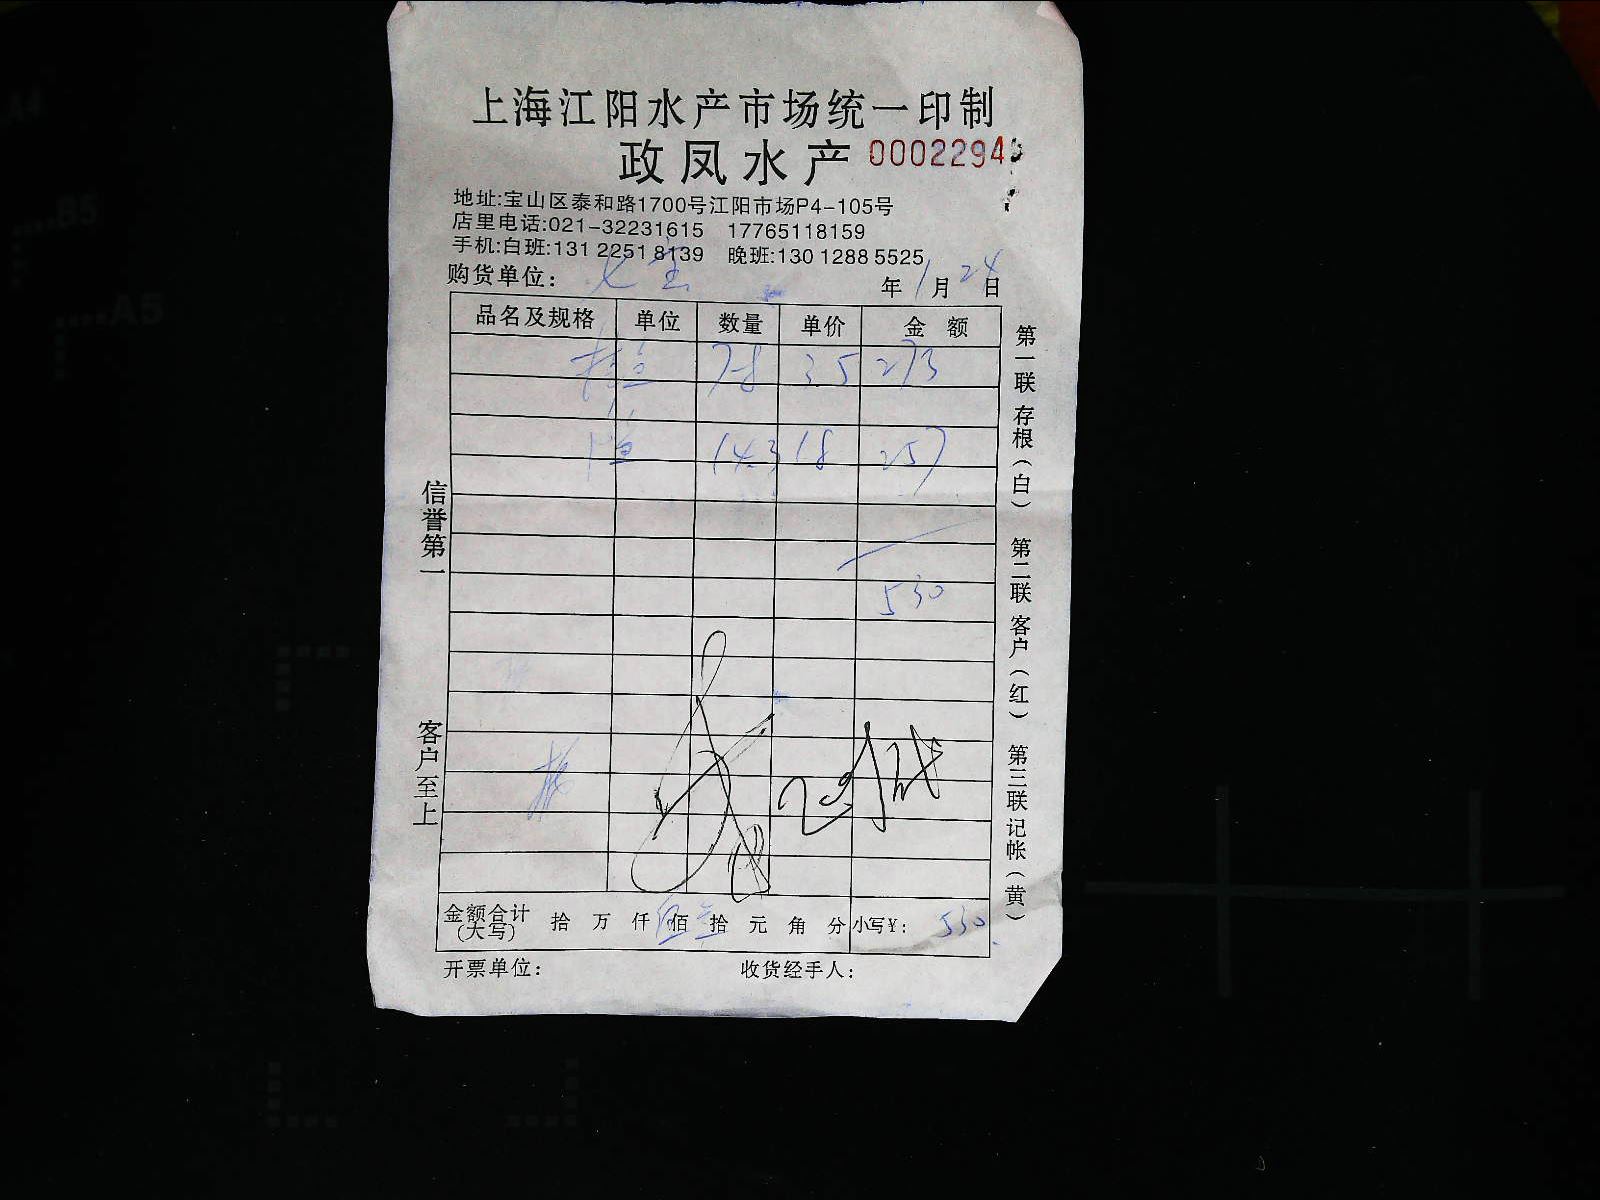 上海江阳水产市场统一印制
政凤水产 0002294
地址:宝山区泰和路1700号江阳市场P4-105号
店里电话:021-32231615 17765118159
手机:白班:131 2251 8139 晚班:130 1288 5525
购货单位： 七宝 年 1 月 24 日
品名及规格 单位 数量 单价 金 额
78 35 273
143 18 257
530
金额合计(大写) 拾 万 仟 伍 佰 叁 拾 元 角 分 小写￥: 530
开票单位： 收货经手人：
信誉第一
客户至上
第一联存根(白) 第二联客户(红) 第三联记帐(黄)